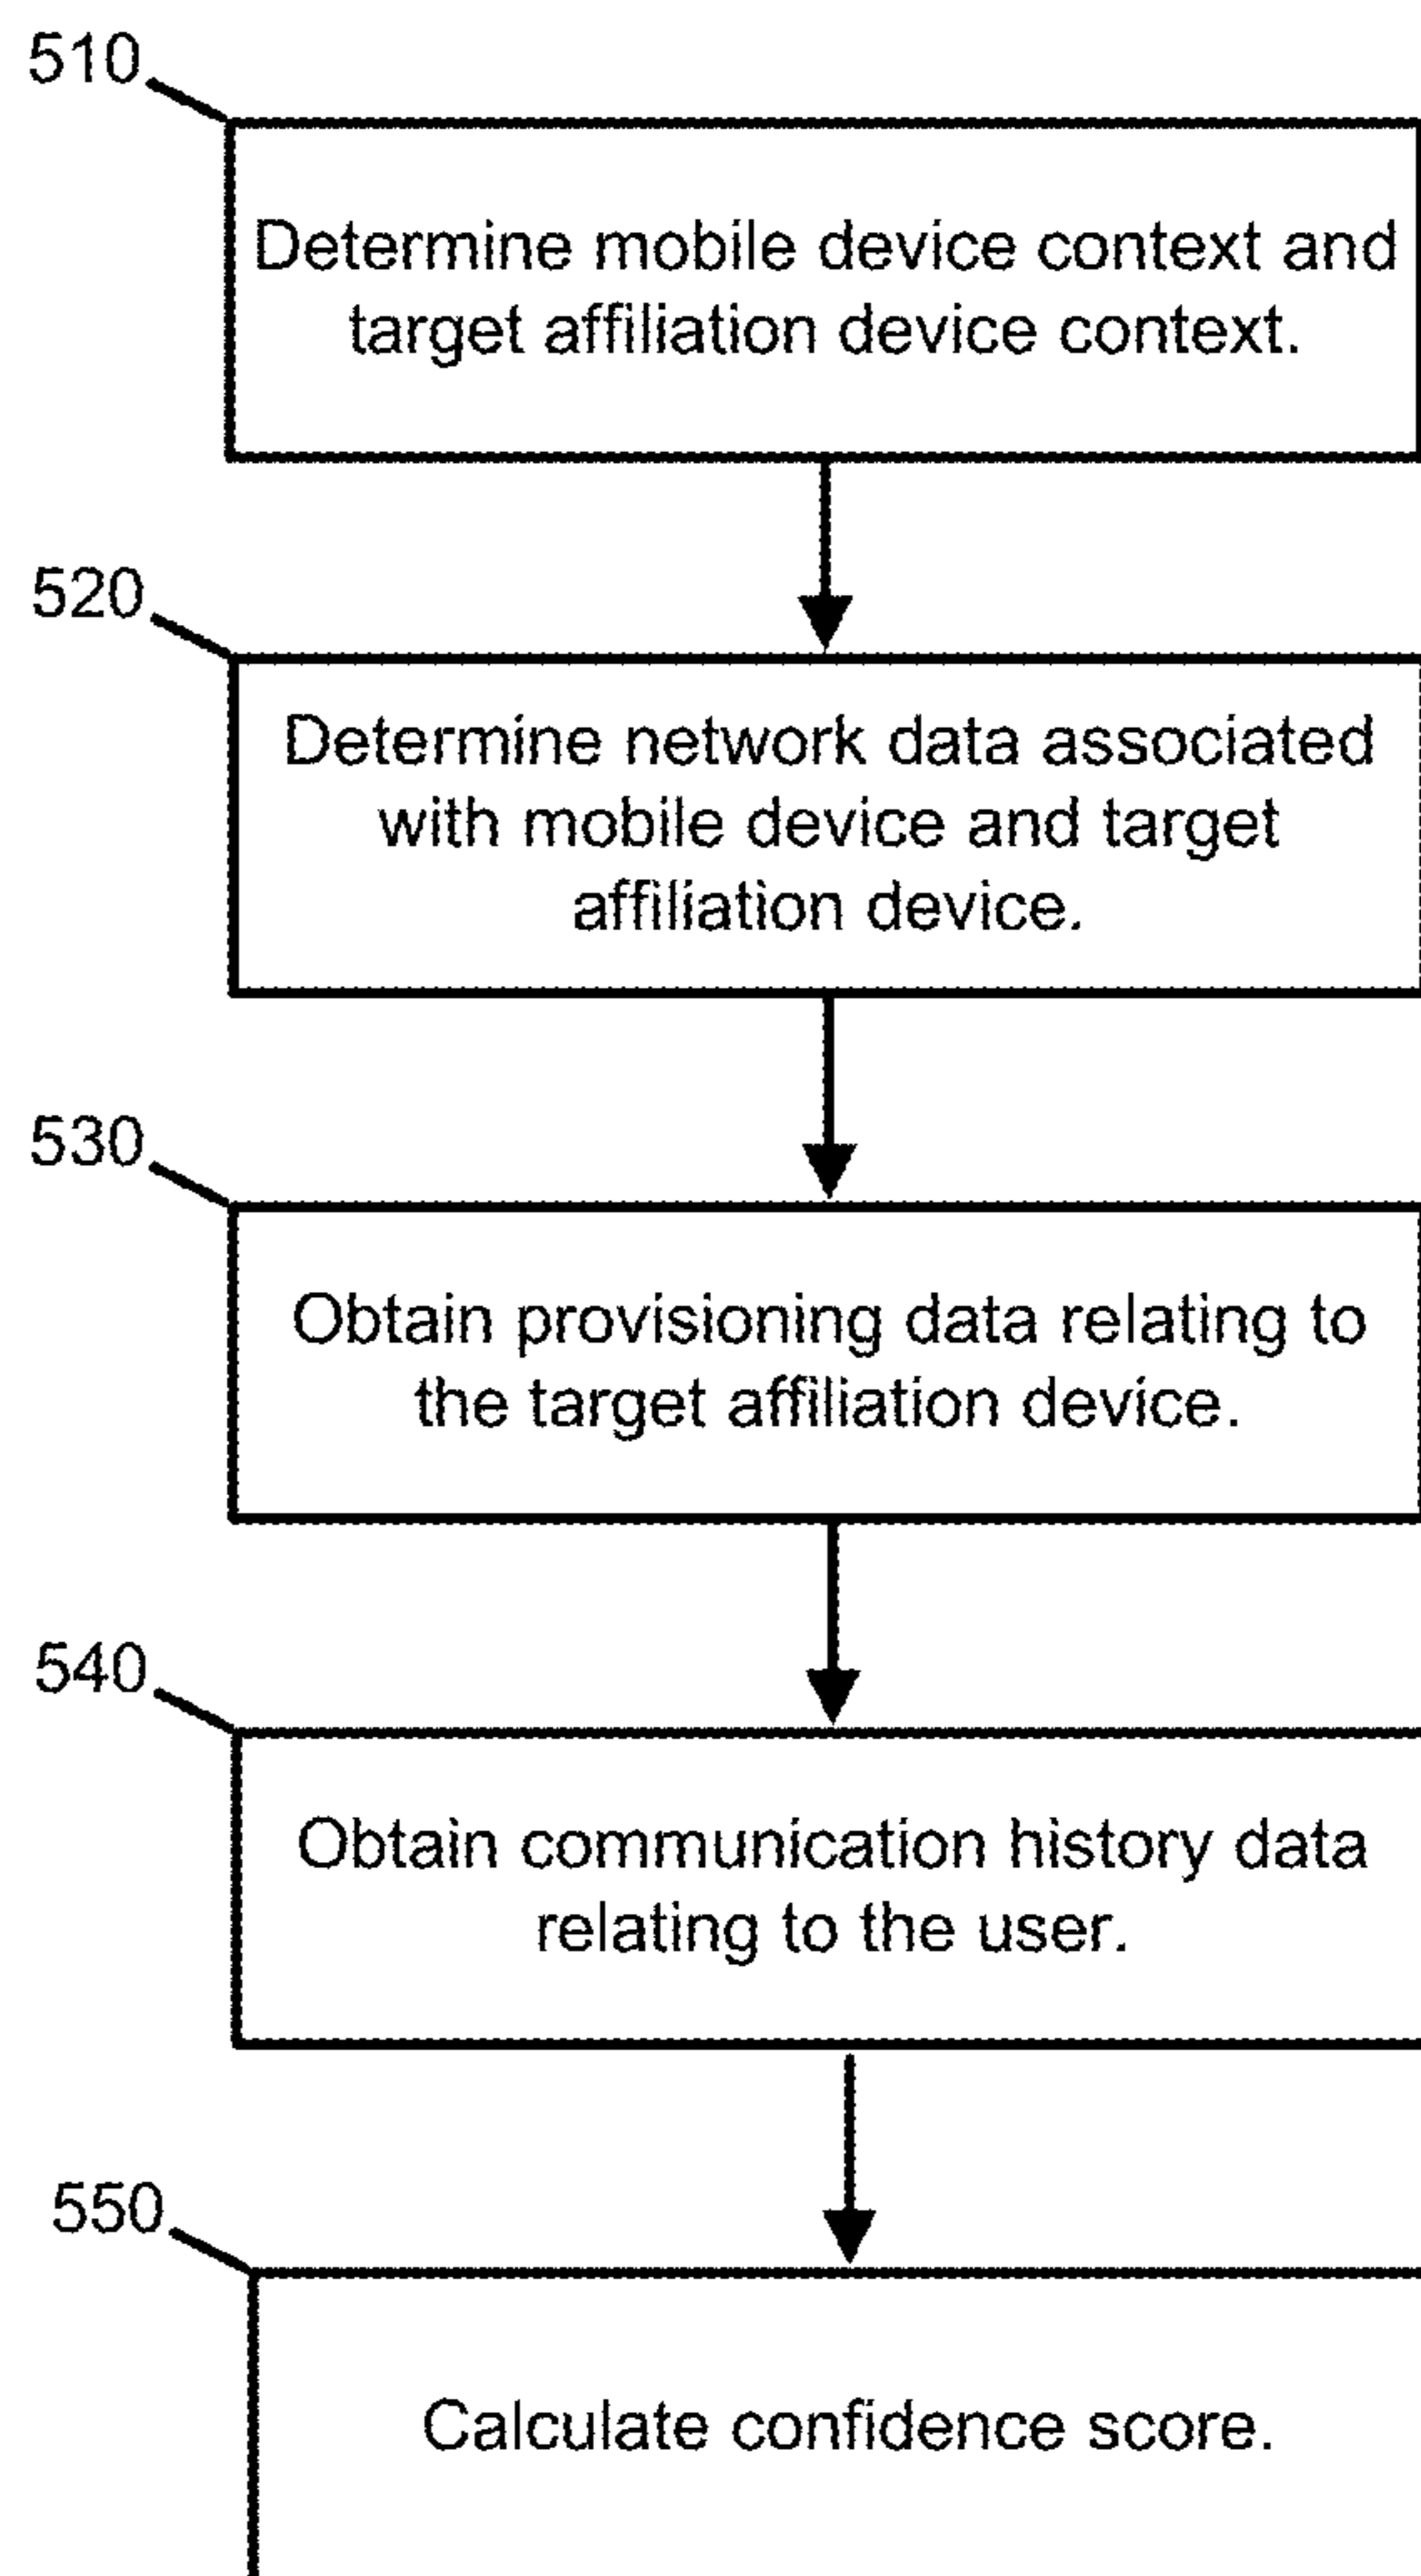 510
Determine mobile device context and
target affiliation device context.
520
Determine network data associated
with mobile device and target
affiliation device.
530
Obtain provisioning data relating to
the target affiliation device.
540
Obtain communication history data
relating to the user.
550
Calculate confidence score.